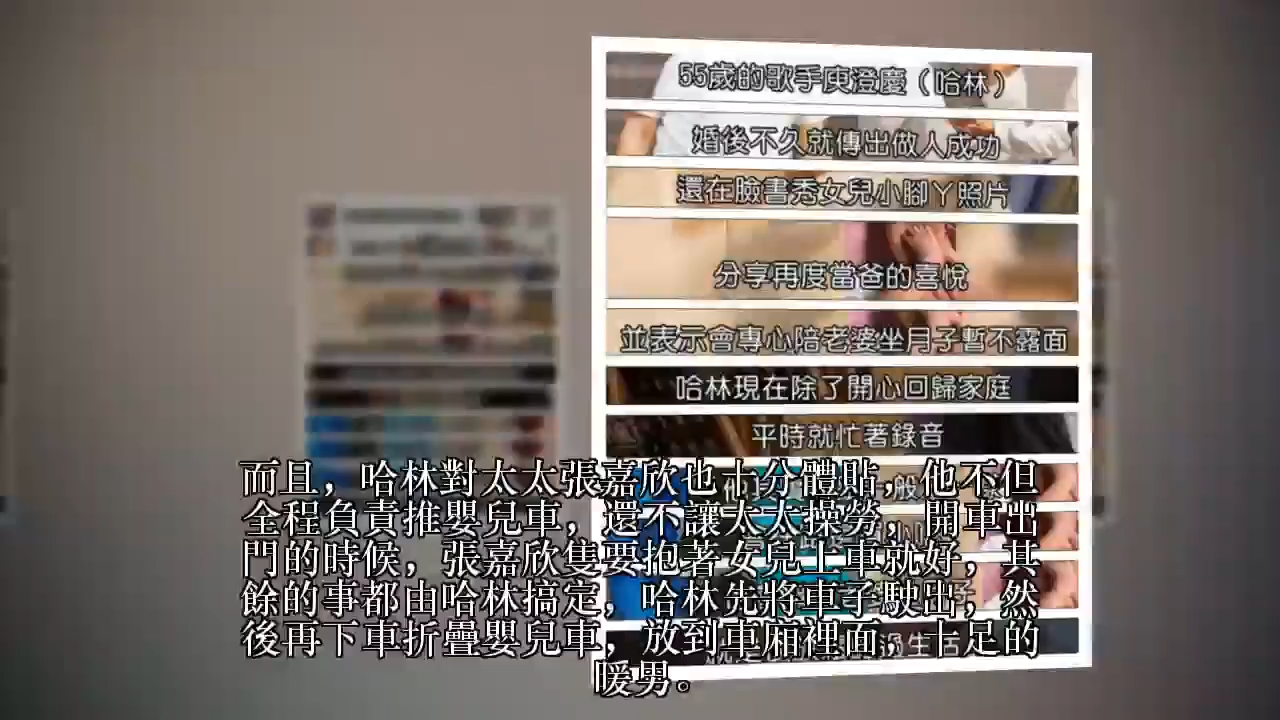 55歲的歌手庾澄慶（哈林）
婚後不久就傳出做人成功
還在臉書秀女兒小腳丫照片
分享再度當爸的喜悅
並表示會專心陪老婆坐月子暫不露面
哈林現在除了開心回歸家庭
平時就忙著錄音
而且，哈林對太太張嘉欣也十分體貼，他不但
全程負責推嬰兒車，還不讓太太操勞，開車出
門的時候，張嘉欣隻要抱著女兒上車就好，其
餘的事都由哈林搞定，哈林先將車子駛出，然
後再下車折疊嬰兒車，放到車廂裡面，十足的
暖男。